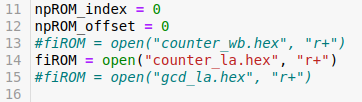 11 npROM_index = 0
12 npROM_offset = 0
13 #fiROM = open("counter_wb.hex", "r+")
14 fiROM = open("counter_la.hex", "r+")
15 #fiROM = open("gcd_la.hex", "r+")
16